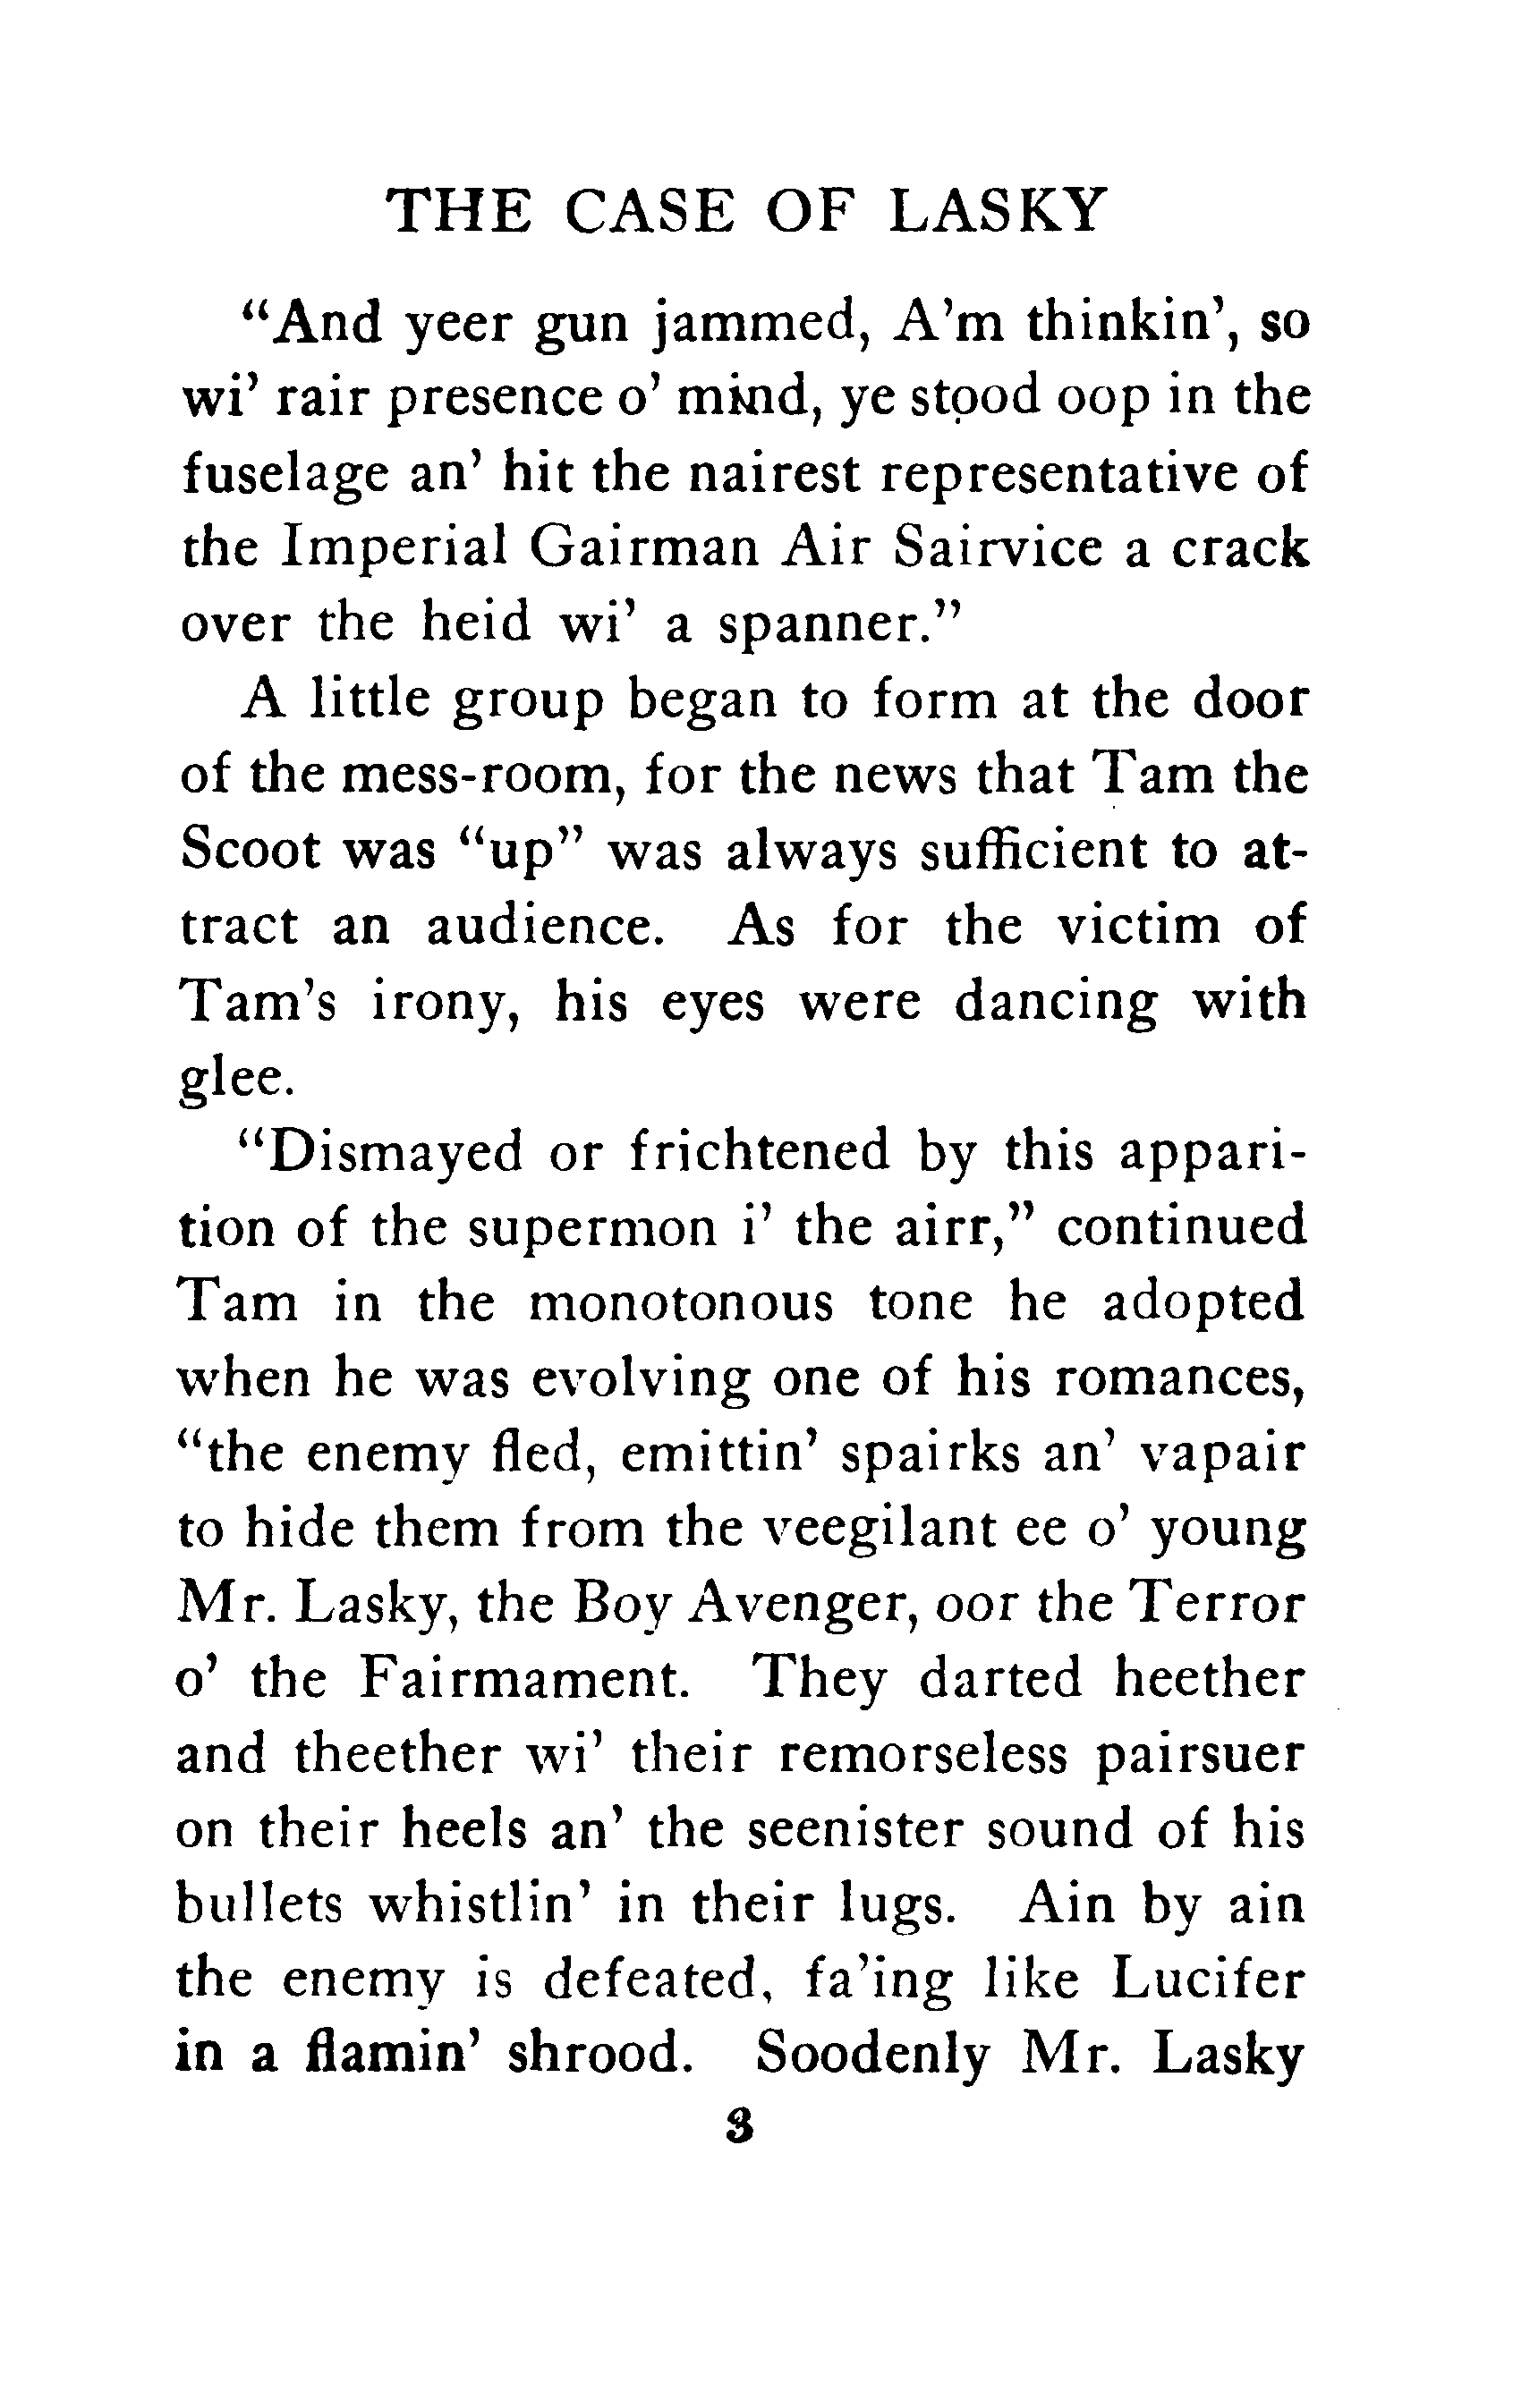 THE CASE OF LASKY
“And yeer gun jammed, A’m thinkin’, so
wi’ rair presence o’ mind, ye stood oop in the
fuselage an’ hit the nairest representative of
the Imperial Gairman Air Sairvice a crack
over the heid wi’ a spanner.”
A little group began to form at the door
of the mess-room, for the news that Tam the
Scoot was “up” was always sufficient to at-
tract an audience. As for the victim of
Tam’s irony, his eyes were dancing with
glee.
“Dismayed or frichtened by this appari-
tion of the supermon i’ the airr,” continued
Tam in the monotonous tone he adopted
when he was evolving one of his romances,
“the enemy fled, emittin’ spairks an’ vapair
to hide them from the veegilant ee o’ young
Mr. Lasky, the Boy Avenger, oor the Terror
o’ the Fairmament. They darted heether
and theether wi’ their remorseless pairsuer
on their heels an’ the seenister sound of his
bullets whistlin’ in their lugs. Ain by ain
the enemy is defeated, fa’ing like Lucifer
in a flamin’ shrood. Soodenly Mr. Lasky
3